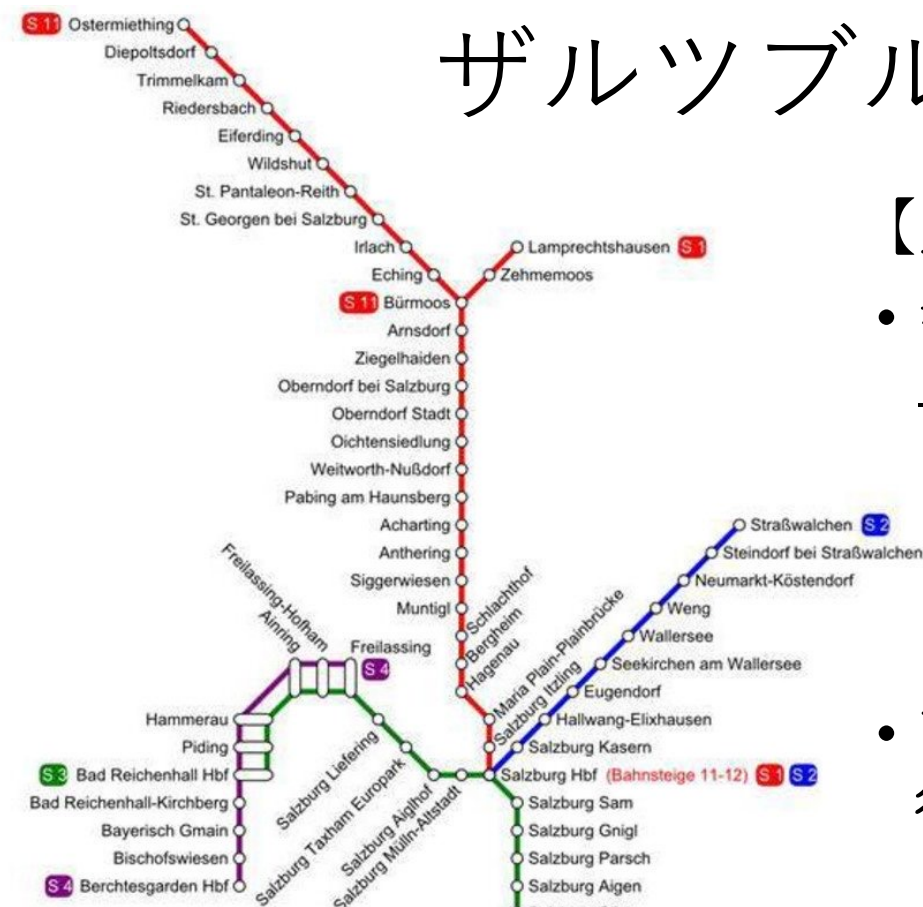 ザルツブル
S 11 Ostermiething
Diepoltsdorf
Trimmelkam
Riedersbach
Eiferding
Wildshut
St. Pantaleon-Reith
St. Georgen bei Salzburg
Irlach
Lamprechtshausen S 1
Eching
Zehmemoos
S 11 Bürmoos
Arnsdorf
Ziegelhaiden
Oberndorf bei Salzburg
Oberndorf Stadt
Oichtensiedlung
Weitworth-Nußdorf
Pabing am Haunsberg
Acharting
Anthering
Siggerwiesen
Muntigl
Schlachthof
Bergheim
Hagenau
Maria Plain-Plainbrücke
Salzburg Itzling
Straßwalchen S 2
Steindorf bei Straßwalchen
Neumarkt-Köstendorf
Weng
Wallersee
Seekirchen am Wallersee
Eugendorf
Hallwang-Elixhausen
Salzburg Kasern
Salzburg Hbf (Bahnsteige 11-12) S 1 S 2
Salzburg Sam
Salzburg Gnigl
Salzburg Parsch
Salzburg Aigen
Freilassing-Hofham
Ainring
Freilassing
S 4
Hammerau
Piding
S 3 Bad Reichenhall Hbf
Bad Reichenhall-Kirchberg
Bayerisch Gmain
Bischofswiesen
S 4 Berchtesgarden Hbf
Salzburg Liefering
Salzburg Taxham Europark
Salzburg Aiglhof
Salzburg Mülln-Altstadt
【
•
•